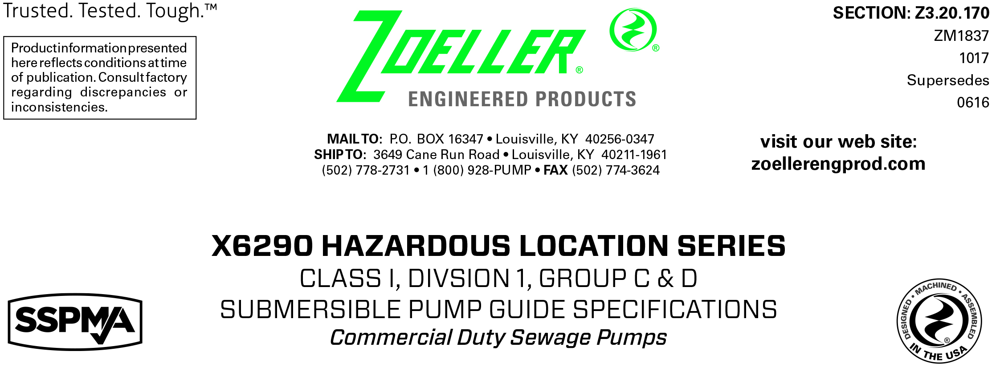 Trusted. Tested. Tough.™
Product information presented
here reflects conditions at time
of publication. Consult factory
regarding discrepancies or
inconsistencies.
ZOELLER®
®
ENGINEERED PRODUCTS
SECTION: Z3.20.170
ZM1837
1017
Supersedes
0616
MAIL TO: P.O. BOX 16347 • Louisville, KY 40256-0347
SHIP TO: 3649 Cane Run Road • Louisville, KY 40211-1961
(502) 778-2731 • 1 (800) 928-PUMP • FAX (502) 774-3624
visit our web site:
zoellerengprod.com
X6290 HAZARDOUS LOCATION SERIES
CLASS I, DIVSION 1, GROUP C & D
SUBMERSIBLE PUMP GUIDE SPECIFICATIONS
Commercial Duty Sewage Pumps
SSPMA
DESIGNED • MACHINED • ASSEMBLED
®
IN THE USA